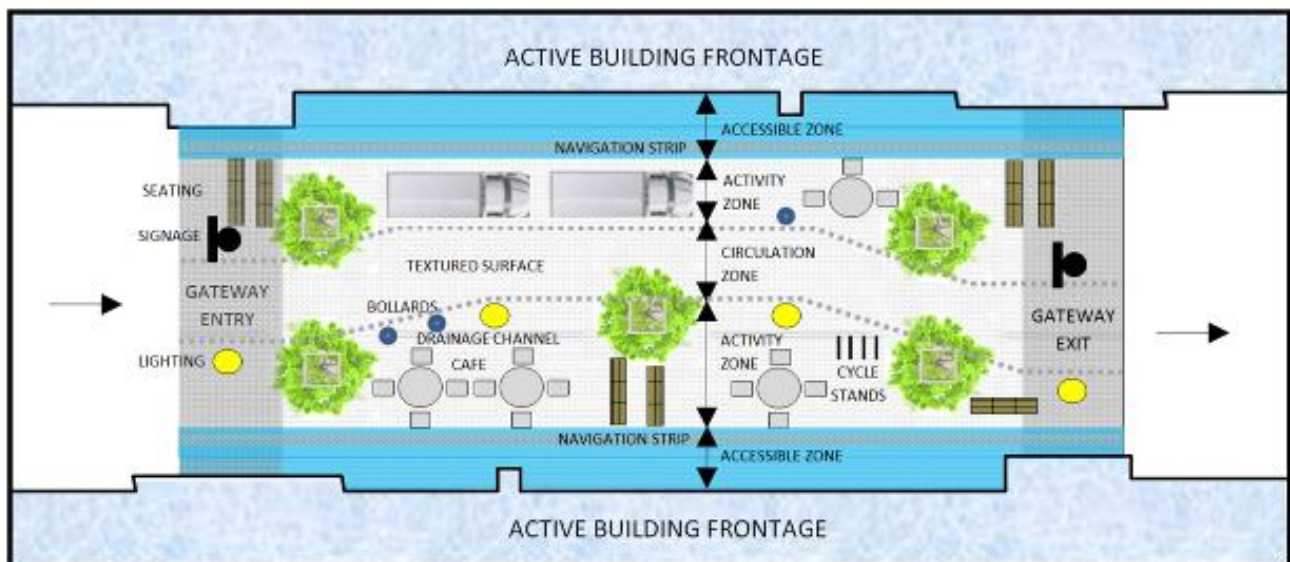 ACTIVE BUILDING FRONTAGE
ACCESSIBLE ZONE
NAVIGATION STRIP
SEATING
ACTIVITY
ZONE
SIGNAGE
CIRCULATION
ZONE
TEXTURED SURFACE
GATEWAY
ENTRY
BOLLARDS
GATEWAY
EXIT
DRAINAGE CHANNEL
ACTIVITY
ZONE
LIGHTING
CAFE
CYCLE
STANDS
NAVIGATION STRIP
ACCESSIBLE ZONE
ACTIVE BUILDING FRONTAGE